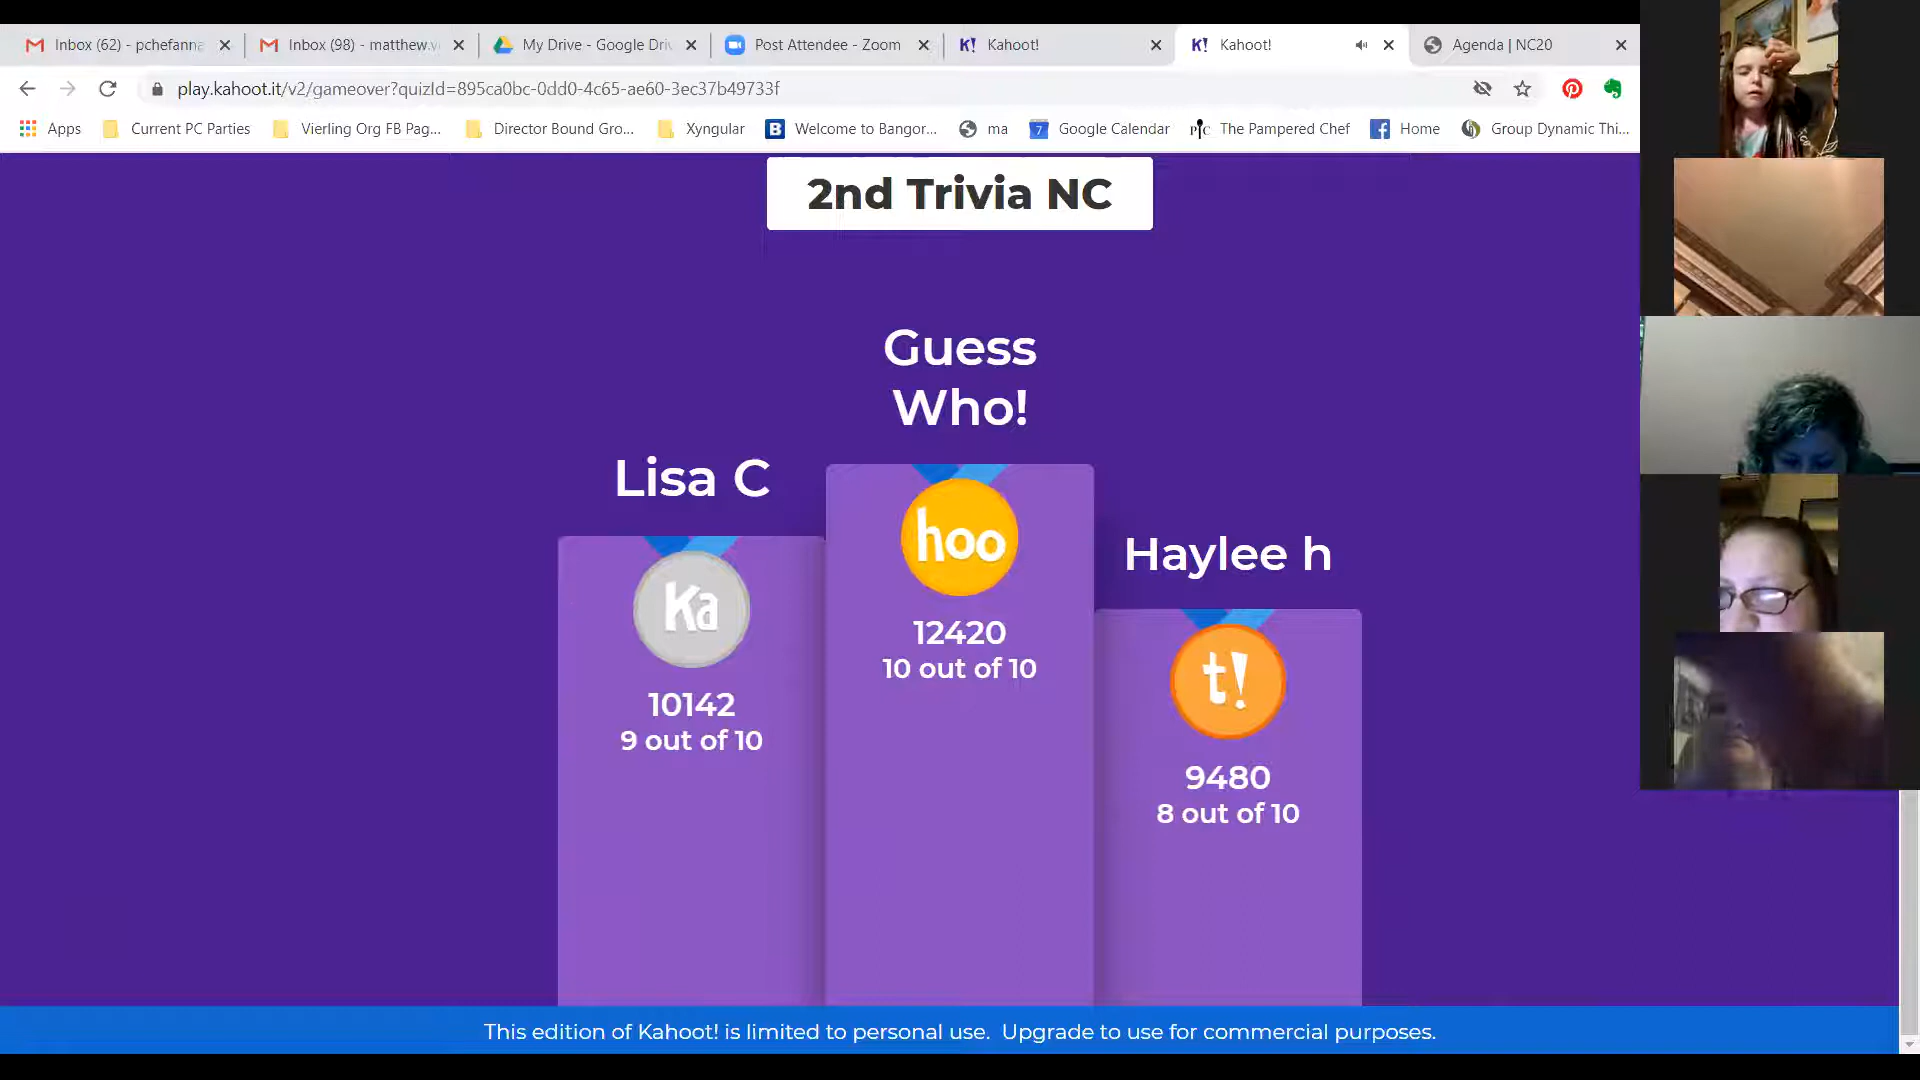 Inbox (62) - pchefanna
Inbox (98) - matthew.v
My Drive - Google Driv
Post Attendee - Zoom
K! Kahoot!
K! Kahoot!
Agenda | NC20
play.kahoot.it/v2/gameover?quizId=895ca0bc-0dd0-4c65-ae60-3ec37b49733f
Apps
Current PC Parties
Vierling Org FB Pag...
Director Bound Gro...
Xyngular
B Welcome to Bangor...
ma
7 Google Calendar
The Pampered Chef
Home
Group Dynamic Thi...
2nd Trivia NC
Guess
Who!
Lisa C
Haylee h
hoo
Ka
t!
12420
10 out of 10
10142
9 out of 10
9480
8 out of 10
This edition of Kahoot! is limited to personal use. Upgrade to use for commercial purposes.